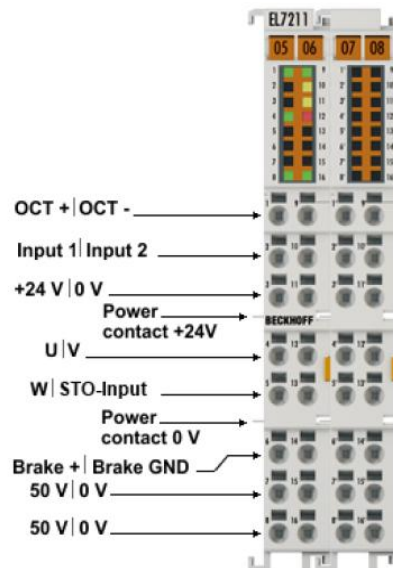 EL7211
05 06 07 08
OCT + OCT -
Input 1 Input 2
+24 V 0 V
Power
contact +24V
BECKHOFF
U V
W STO-Input
Power
contact 0 V
Brake + Brake GND
50 V 0 V
50 V 0 V